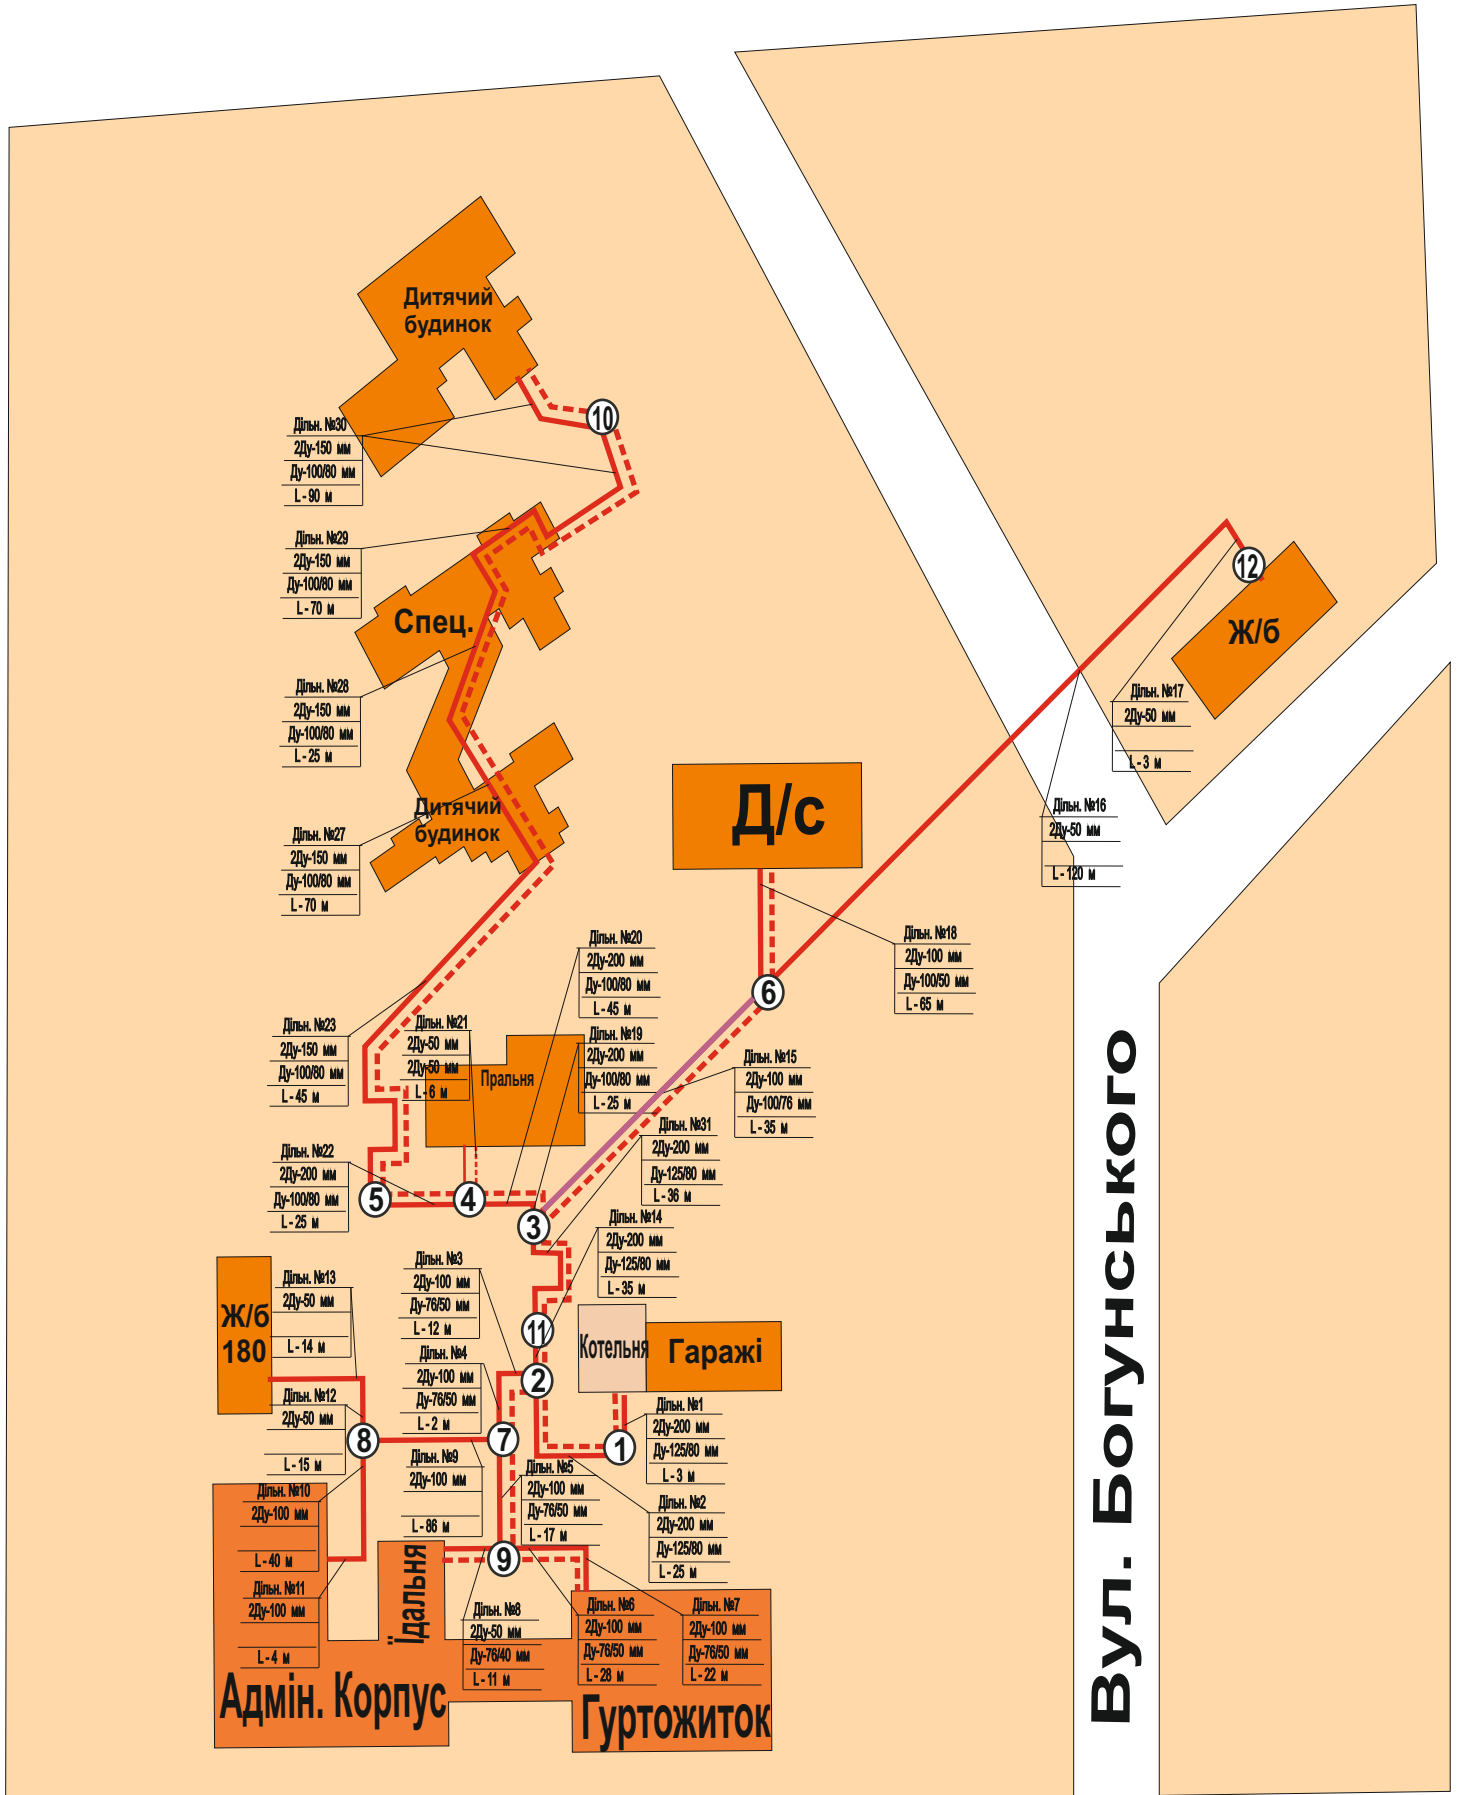 Дитячий
будинок
10
Дільн. №30
2Ду-150 мм
Ду-100/80 мм
L - 90 м
Дільн. №29
2Ду-150 мм
Ду-100/80 мм
L - 70 м
Спец.
12
Ж/б
Дільн. №28
2Ду-150 мм
Ду-100/80 мм
L - 25 м
Дільн. №17
2Ду-50 мм
L - 3 м
Д/с
Дитячий
будинок
Дільн. №16
2Ду-50 мм
L - 120 м
Дільн. №27
2Ду-150 мм
Ду-100/80 мм
L - 70 м
Дільн. №20
2Ду-200 мм
Ду-100/80 мм
L - 45 м
Дільн. №18
2Ду-100 мм
Ду-100/50 мм
L - 65 м
6
Дільн. №23
2Ду-150 мм
Ду-100/80 мм
L - 45 м
Дільн. №21
2Ду-50 мм
2Ду-50 мм
L - 6 м
Пральня
Дільн. №19
2Ду-200 мм
Ду-100/80 мм
L - 25 м
Дільн. №15
2Ду-100 мм
Ду-100/76 мм
L - 35 м
Дільн. №31
2Ду-200 мм
Ду-125/80 мм
L - 36 м
Дільн. №22
2Ду-200 мм
Ду-100/80 мм
L - 25 м
5
4
3
Дільн. №14
2Ду-200 мм
Ду-125/80 мм
L - 35 м
Ж/б
180
Дільн. №13
2Ду-50 мм
L - 14 м
Дільн. №3
2Ду-100 мм
Ду-76/50 мм
L - 12 м
11
Котельня
Гаражі
Дільн. №4
2Ду-100 мм
Ду-76/50 мм
L - 2 м
2
Дільн. №12
2Ду-50 мм
L - 15 м
8
7
1
Дільн. №1
2Ду-200 мм
Ду-125/80 мм
L - 3 м
Дільн. №9
2Ду-100 мм
L - 86 м
Дільн. №5
2Ду-100 мм
Ду-76/50 мм
L - 17 м
Дільн. №2
2Ду-200 мм
Ду-125/80 мм
L - 25 м
Дільн. №10
2Ду-100 мм
L - 40 м
9
Дільн. №11
2Ду-100 мм
L - 4 м
Їдальня
Дільн. №8
2Ду-50 мм
Ду-76/40 мм
L - 11 м
Дільн. №6
2Ду-100 мм
Ду-76/50 мм
L - 28 м
Дільн. №7
2Ду-100 мм
Ду-76/50 мм
L - 22 м
Адмін. Корпус
Гуртожиток
Вул. Богунського